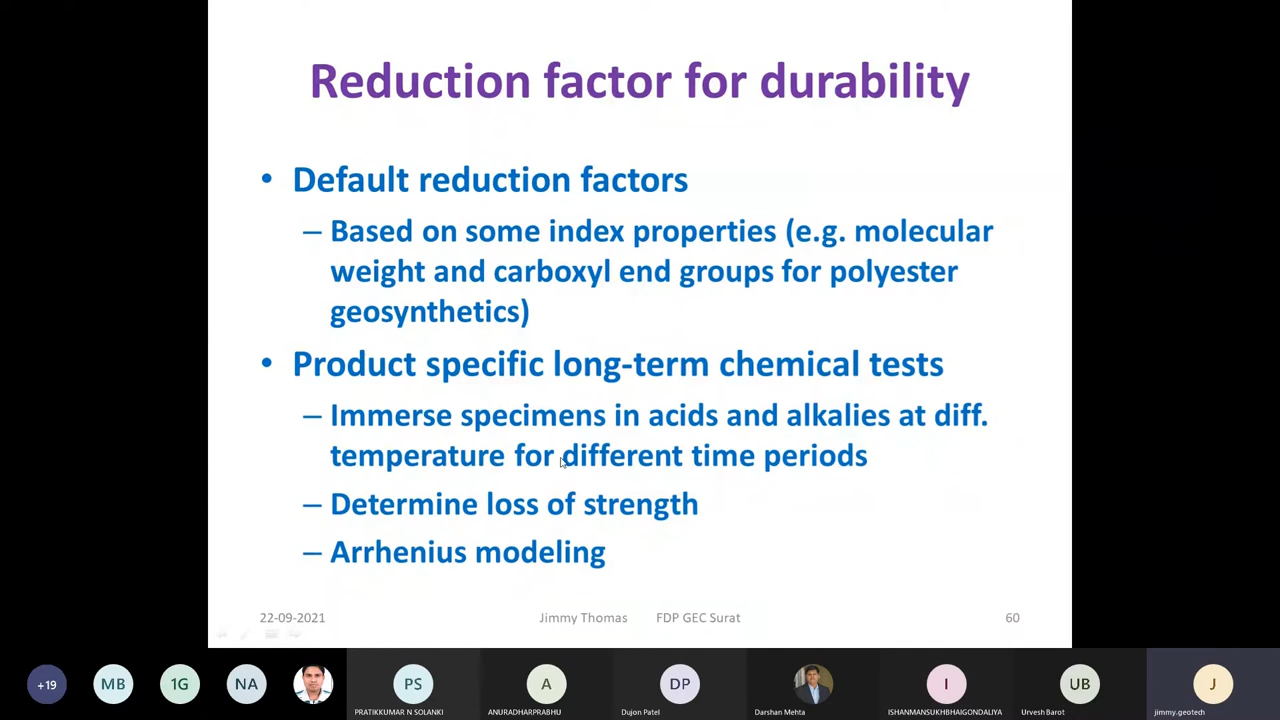 Reduction factor for durability
• Default reduction factors
– Based on some index properties (e.g. molecular
weight and carboxyl end groups for polyester
geosynthetics)
• Product specific long-term chemical tests
– Immerse specimens in acids and alkalies at diff.
temperature for different time periods
– Determine loss of strength
– Arrhenius modeling
22-09-2021 Jimmy Thomas FDP GEC Surat 60
+19 MB 1G NA PS A DP I UB J
PRATIKKUMAR N SOLANKI ANURADHARPRABHU Dujon Patel Darshan Mehta ISHANMANSUKHBHAIGONDALIYA Urvesh Barot jimmy.geotech